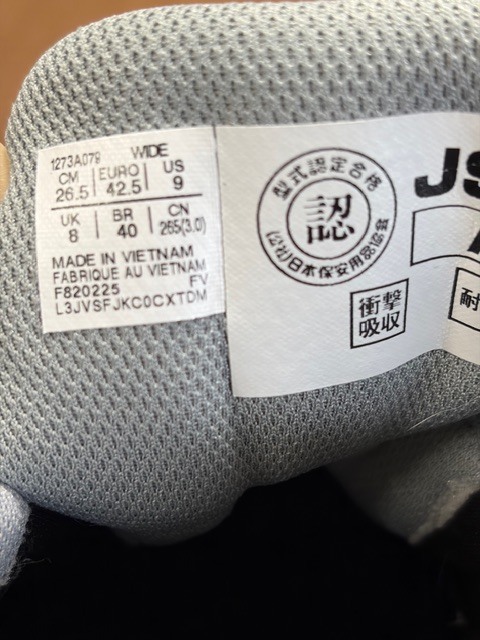 1273A079 WIDE
CM EURO US
26.5 42.5 9
UK BR CN
8 40 265(3.0)
MADE IN VIETNAM
FABRIQUE AU VIETNAM
F820225 FV
L3JVSFJKC0CXTDM
型式認定合格
認
(公社)日本保安用品協会
JS
衝撃
吸収
耐